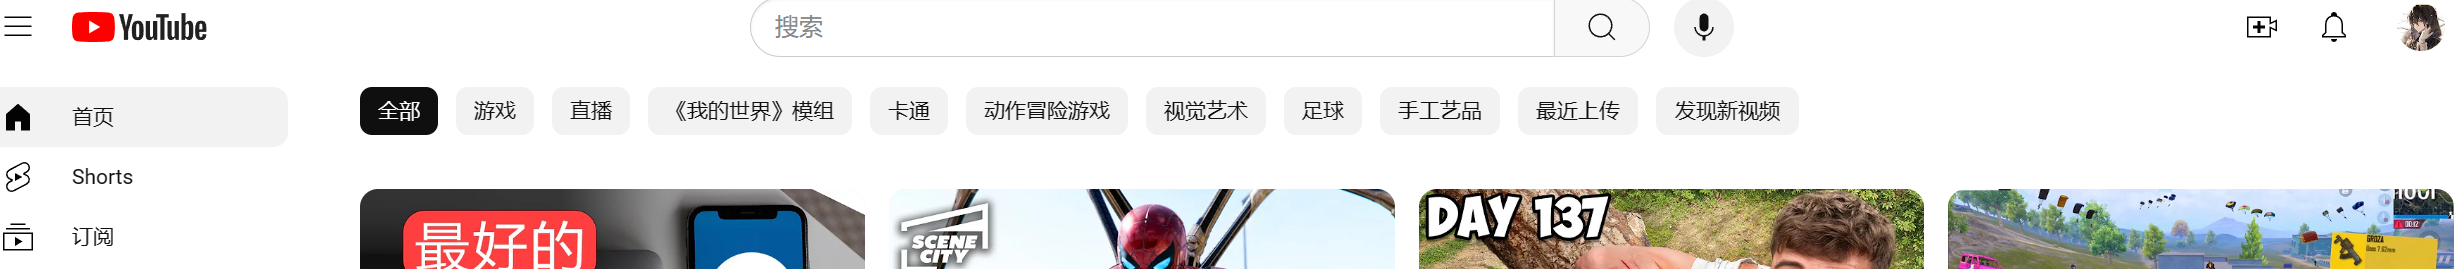 YouTube
搜索
首页
Shorts
订阅
全部 游戏 直播 《我的世界》模组 卡通 动作冒险游戏 视觉艺术 足球 手工艺品 最近上传 发现新视频
最好的
SCENE
CITY
DAY 137
GROZA